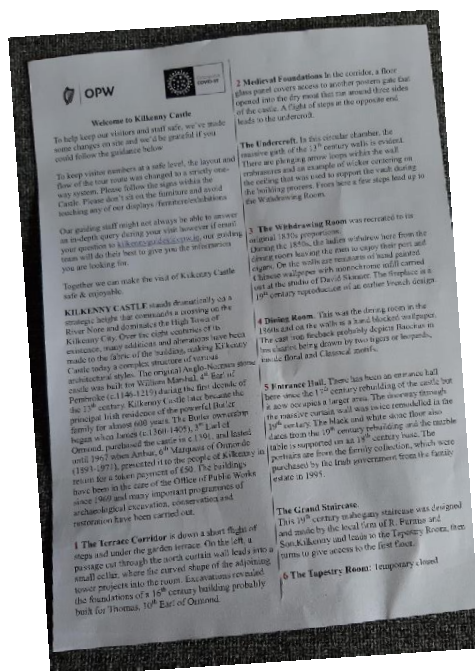 OPW
Welcome to Kilkenny Castle
To help keep our visitors and staff safe, we've made
some changes on site and we'd be grateful if you
could follow the guidance below
To keep visitor numbers at a safe level, the layout and
flow of the tour route was changed to a strictly one-
way system. Please follow the signs within the
Castle. Please don't sit on the furniture and avoid
touching any of our displays/furniture/exhibitions
Our guiding staff might not always be able to answer
an in-depth query during your visit however if email
your question to kilkennyguides@opw.ie, our guiding
team will do their best to give you the information
you are looking for.
Together we can make the visit of Kilkenny Castle
safe & enjoyable.
KILKENNY CASTLE stands dramatically on a
strategic height that commands a crossing on the
River Nore and dominates the High Town of
Kilkenny City. Over the eight centuries of its
existence, many additions and alterations have been
made to the fabric of the building, making Kilkenny
Castle today a complex structure of various
architectural styles. The original Anglo-Norman stone
castle was built for William Marshal, 4th Earl of
Pembroke (c.1146-1219) during the first decade of
the 13th century. Kilkenny Castle later became the
principal Irish residence of the powerful Butler
family for almost 600 years. The Butler ownership
began when James (c.1360-1405), 3rd Earl of
Ormond, purchased the castle in c.1391, and lasted
until 1967 when Arthur, 6th Marquess of Ormonde
(1893-1971), presented it to the people of Kilkenny in
return for a token payment of £50. The buildings
have been in the care of the Office of Public Works
since 1969 and many important programmes of
archaeological excavation, conservation and
restoration have been carried out.
1 The Terrace Corridor is down a short flight of
steps and under the garden terrace. On the left, a
passage cut through the north curtain wall leads into a
small cellar, where the curved shape of the adjoining
tower projects into the room. Excavations revealed
the foundations of a 16th century building probably
built for Thomas, 10th Earl of Ormond.
2 Medieval Foundations In the corridor, a floor
glass panel covers access to another postern gate that
opened into the dry moat that ran around three sides
of the castle. A flight of steps at the opposite end
leads to the undercroft.
The Undercroft. In this circular chamber, the
massive girth of the 13th century walls is evident.
There are plunging arrow loops within the wall
embrasures and an example of wicker centering on
the ceiling that was used to support the vault during
the building process. From here a few steps lead up to
the Withdrawing Room.
3 The Withdrawing Room was recreated to its
original 1830s proportions.
During the 1850s, the ladies withdrew here from the
dining room leaving the men to enjoy their port and
cigars. On the walls are remnants of hand painted
Chinese wallpaper with monochrome infill carried
out at the studio of David Skinner. The fireplace is a
19th century reproduction of an earlier French design.
4 Dining Room. This was the dining room in the
1860s and on the walls is a hand blocked wallpaper.
The cast iron fireback probably depicts Bacchus in
his chariot being drawn by two tigers or leopards,
inside floral and Classical motifs.
5 Entrance Hall. There has been an entrance hall
here since the 17th century rebuilding of the castle but
it now occupies a larger area. The doorway through
the massive curtain wall was twice remodelled in the
19th century. The black and white stone floor also
dates from the 19th century rebuilding and the marble
table is supported on an 18th century base. The
portraits are from the family collection, which were
purchased by the Irish government from the family
estate in 1995.
The Grand Staircase.
This 19th century mahogany staircase was designed
and made by the local firm of R. Furniss and
Son,Kilkenny and leads to the Tapestry Room, then
turns to give access to the first floor.
6 The Tapestry Room: Temporary closed